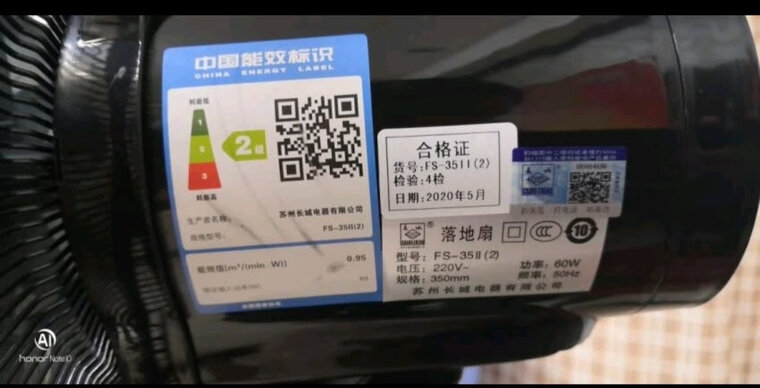 中国能效标识
CHINA ENERGY LABEL
耗能低
1
2
3
2级
耗能高
生产者名称:
苏州长城电器有限公司
规格型号:
FS-35II(2)
能效值(m³/(min·W))
0.95
合格证
货号:FS-35II(2)
检验:4检
日期:2020年5月
落地扇
CCC
10
型号: FS-35II(2)
电压: 220V~
功率: 60W
规格: 350mm
频率: 50Hz
苏州长城电器有限公司
AI
honor Note10